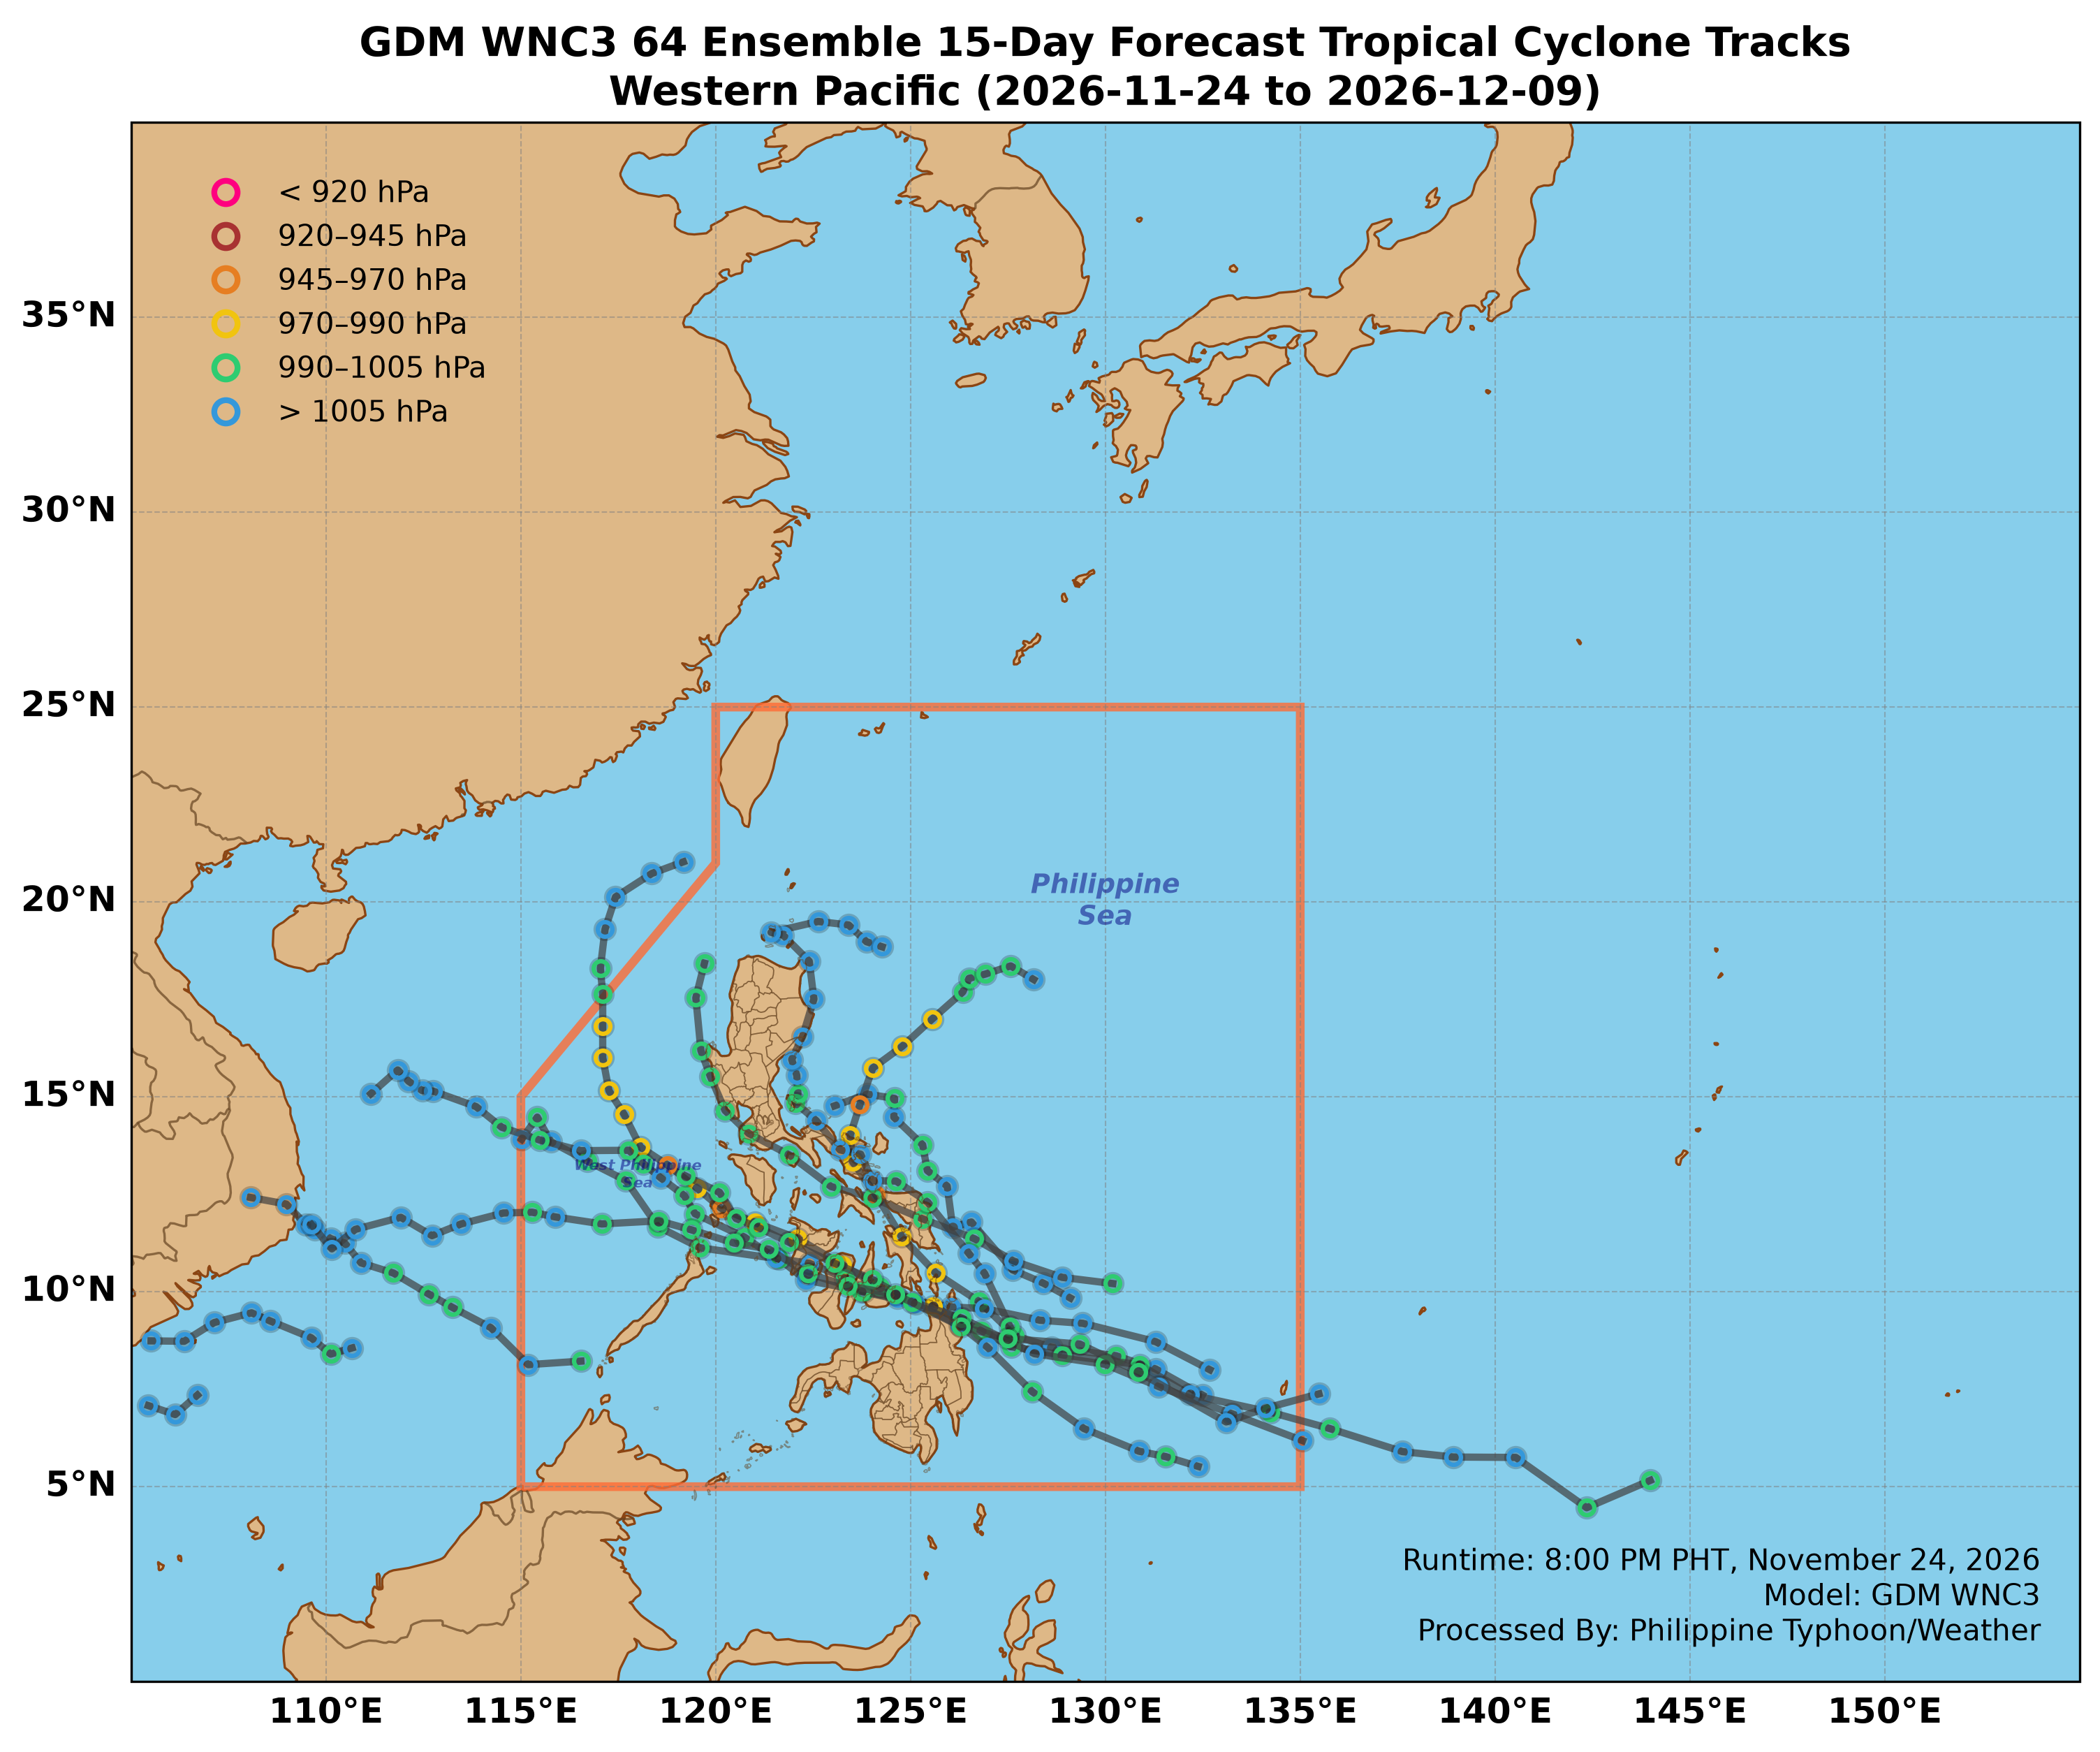 GDM WNC3 64 Ensemble 15-Day Forecast Tropical Cyclone Tracks
Western Pacific (2026-11-24 to 2026-12-09)
< 920 hPa
920–945 hPa
945–970 hPa
970–990 hPa
990–1005 hPa
> 1005 hPa
35°N
30°N
25°N
20°N
15°N
10°N
5°N
Philippine
Sea
West Philippine
Sea
Runtime: 8:00 PM PHT, November 24, 2026
Model: GDM WNC3
Processed By: Philippine Typhoon/Weather
110°E
115°E
120°E
125°E
130°E
135°E
140°E
145°E
150°E